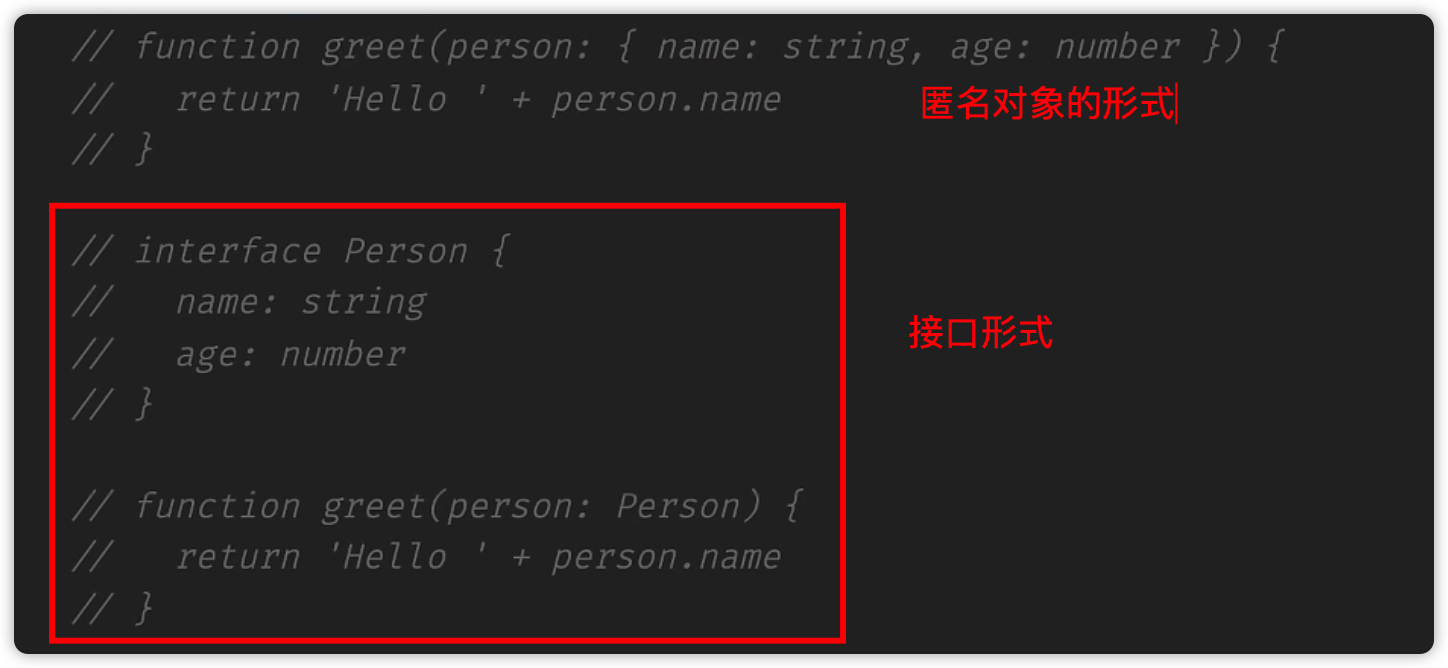 // function greet(person: { name: string, age: number }) {
//   return 'Hello ' + person.name
匿名对象的形式
// }
// interface Person {
//   name: string
接口形式
//   age: number
// }
// function greet(person: Person) {
//   return 'Hello ' + person.name
// }